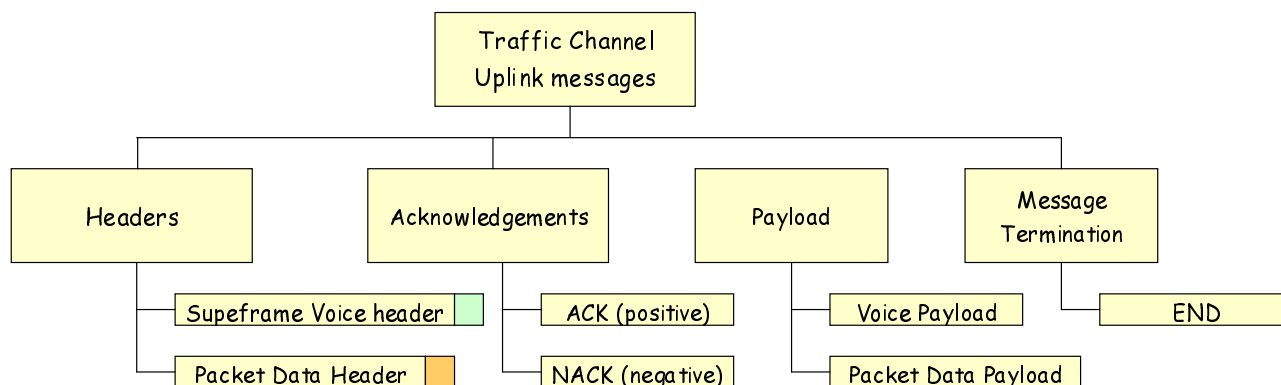 Traffic Channel
Uplink messages
Headers
Acknowledgements
Payload
Message
Termination
Supeframe Voice header
ACK (positive)
Voice Payload
END
Packet Data Header
NACK (negative)
Packet Data Payload